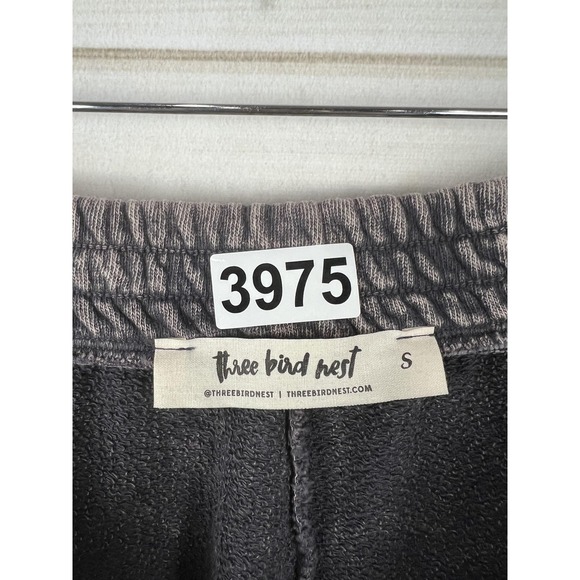 3975
three bird nest S
@THREEBIRDNEST | THREEBIRDNEST.COM